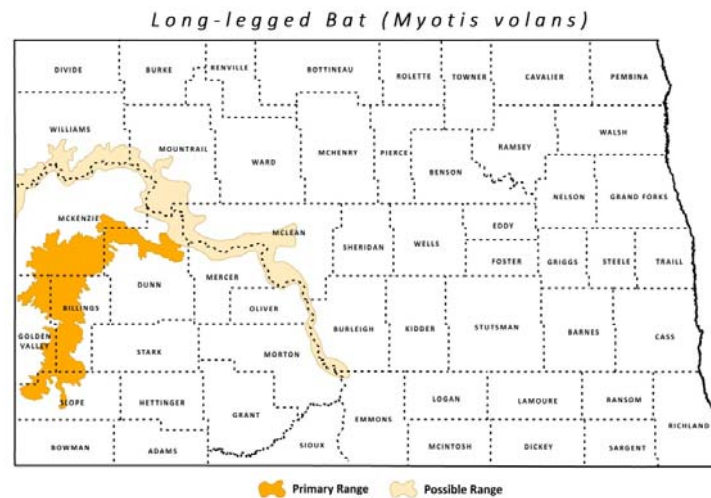 Long-legged Bat (Myotis volans)
DIVIDE BURKE RENVILLE BOTTINEAU ROLETTE TOWNER CAVALIER PEMBINA
WILLIAMS MOUNTRAIL WARD MCHENRY PIERCE BENSON RAMSEY WALSH
NELSON GRAND FORKS
MCKENZIE MCLEAN SHERIDAN WELLS EDDY
FOSTER GRIGGS STEELE TRAILL
DUNN MERCER
BILLINGS OLIVER BURLEIGH KIDDER STUTSMAN BARNES CASS
GOLDEN
VALLEY
STARK MORTON
SLOPE HETTINGER GRANT EMMONS LOGAN LAMOURE RANSOM RICHLAND
BOWMAN ADAMS SIOUX MCINTOSH DICKEY SARGENT
Primary Range Possible Range